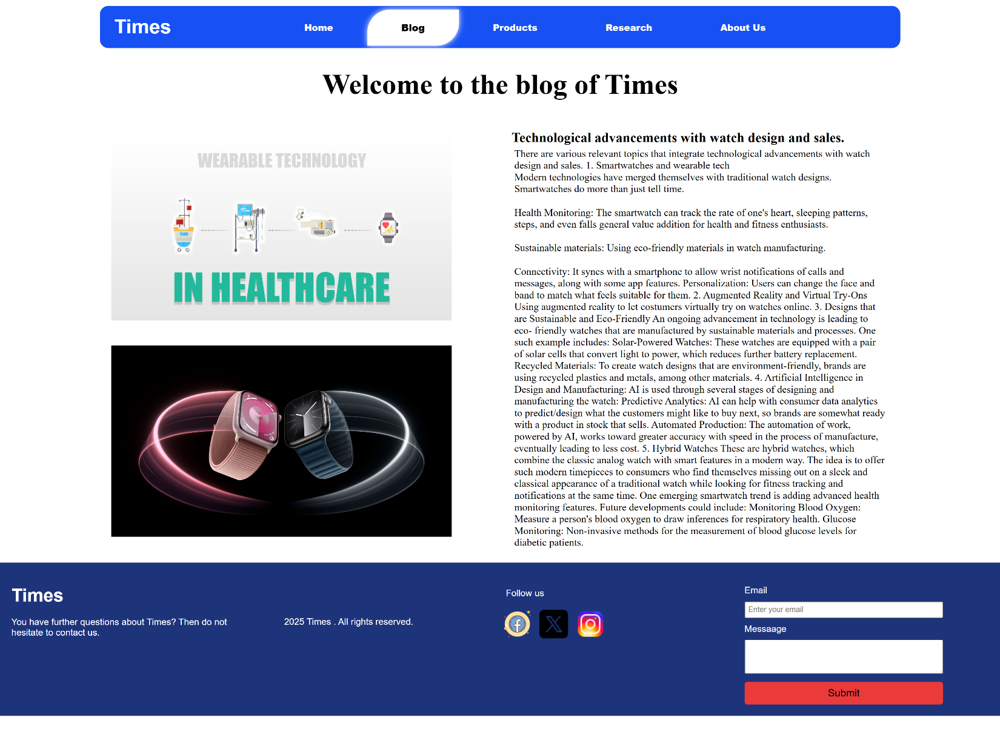 Times
Home
Blog
Products
Research
About Us
Welcome to the blog of Times
WEARABLE TECHNOLOGY
IN HEALTHCARE
Technological advancements with watch design and sales.
There are various relevant topics that integrate technological advancements with watch
design and sales. 1. Smartwatches and wearable tech
Modern technologies have merged themselves with traditional watch designs.
Smartwatches do more than just tell time.
Health Monitoring: The smartwatch can track the rate of one's heart, sleeping patterns,
steps, and even falls general value addition for health and fitness enthusiasts.
Sustainable materials: Using eco-friendly materials in watch manufacturing.
Connectivity: It syncs with a smartphone to allow wrist notifications of calls and
messages, along with some app features. Personalization: Users can change the face and
band to match what feels suitable for them. 2. Augmented Reality and Virtual Try-Ons
Using augmented reality to let costumers virtually try on watches online. 3. Designs that
are Sustainable and Eco-Friendly An ongoing advancement in technology is leading to
eco- friendly watches that are manufactured by sustainable materials and processes. One
such example includes: Solar-Powered Watches: These watches are equipped with a pair
of solar cells that convert light to power, which reduces further battery replacement.
Recycled Materials: To create watch designs that are environment-friendly, brands are
using recycled plastics and metals, among other materials. 4. Artificial Intelligence in
Design and Manufacturing: AI is used through several stages of designing and
manufacturing the watch: Predictive Analytics: AI can help with consumer data analytics
to predict/design what the customers might like to buy next, so brands are somewhat ready
with a product in stock that sells. Automated Production: The automation of work,
powered by AI, works toward greater accuracy with speed in the process of manufacture,
eventually leading to less cost. 5. Hybrid Watches These are hybrid watches, which
combine the classic analog watch with smart features in a modern way. The idea is to offer
such modern timepieces to consumers who find themselves missing out on a sleek and
classical appearance of a traditional watch while looking for fitness tracking and
notifications at the same time. One emerging smartwatch trend is adding advanced health
monitoring features. Future developments could include: Monitoring Blood Oxygen:
Measure a person's blood oxygen to draw inferences for respiratory health. Glucose
Monitoring: Non-invasive methods for the measurement of blood glucose levels for
diabetic patients.
Times
You have further questions about Times? Then do not
hesitate to contact us.
2025 Times . All rights reserved.
Follow us
Email
Enter your email
Messaage
Submit